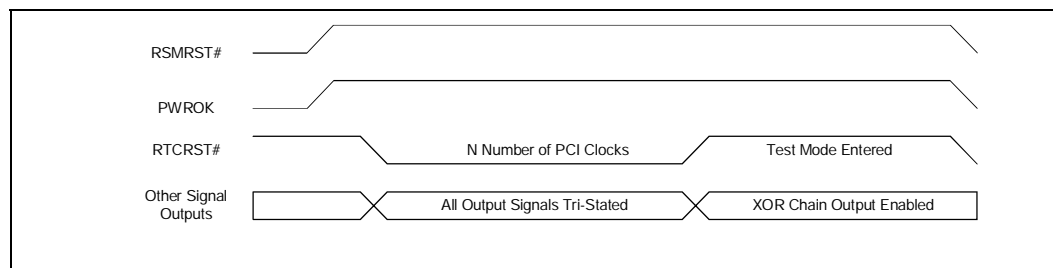 RSMRST#
PWROK
RTCRST#
N Number of PCI Clocks
Test Mode Entered
Other Signal
Outputs
All Output Signals Tri-Stated
XOR Chain Output Enabled